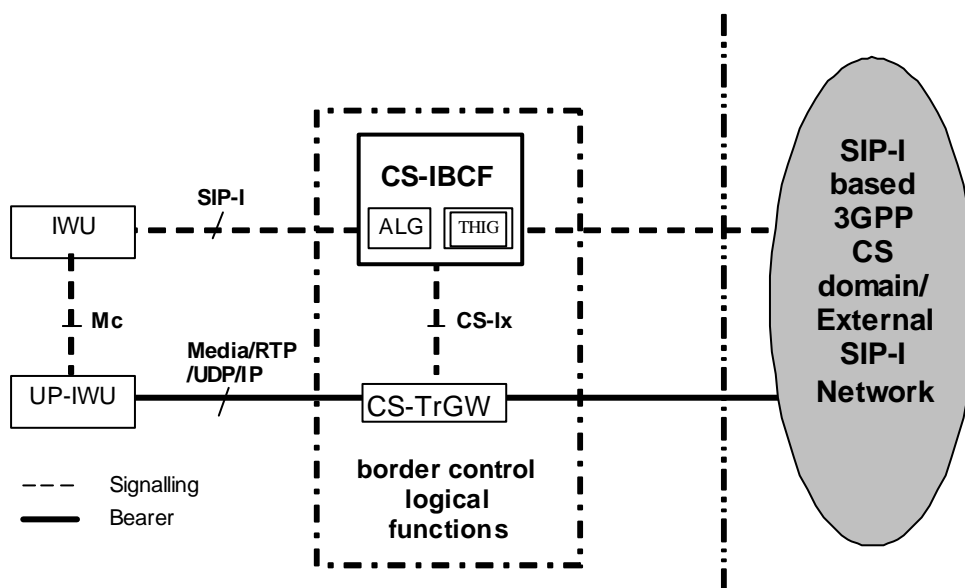 CS-IBCF
ALG
THIG
SIP-I
IWU
Mc
CS-Ix
Media/RTP
/UDP/IP
UP-IWU
CS-TrGW
border control
logical
functions
Signalling
Bearer
SIP-I
based
3GPP
CS
domain/
External
SIP-I
Network